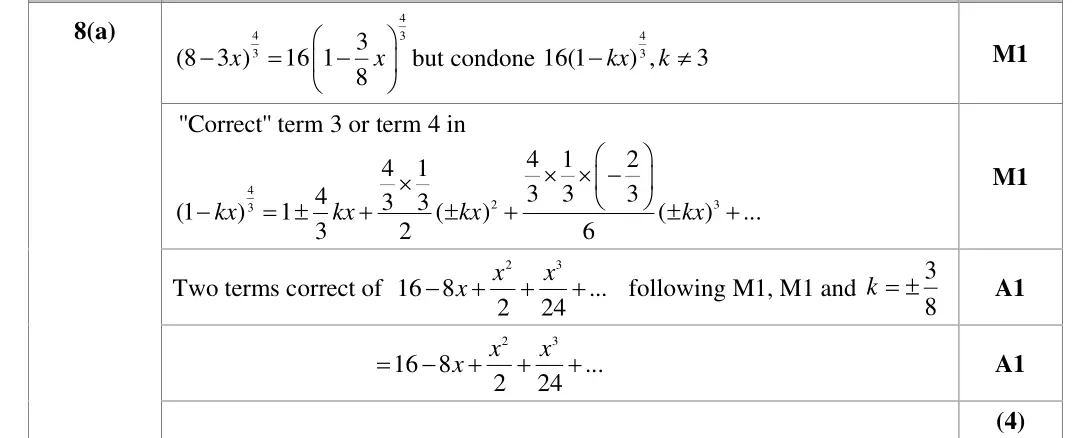 8(a)
(8 − 3x)^{4/3} = 16(1 − 3/8 x)^{4/3} but condone 16(1 − kx)^{4/3}, k ≠ 3
M1
"Correct" term 3 or term 4 in
(1 − kx)^{4/3} = 1 ± 4/3 kx + (4/3 × 1/3)/2 (±kx)² + (4/3 × 1/3 × (−2/3))/6 (±kx)³ + ...
M1
Two terms correct of 16 − 8x + x²/2 + x³/24 + ... following M1, M1 and k = ± 3/8
A1
= 16 − 8x + x²/2 + x³/24 + ...
A1
(4)